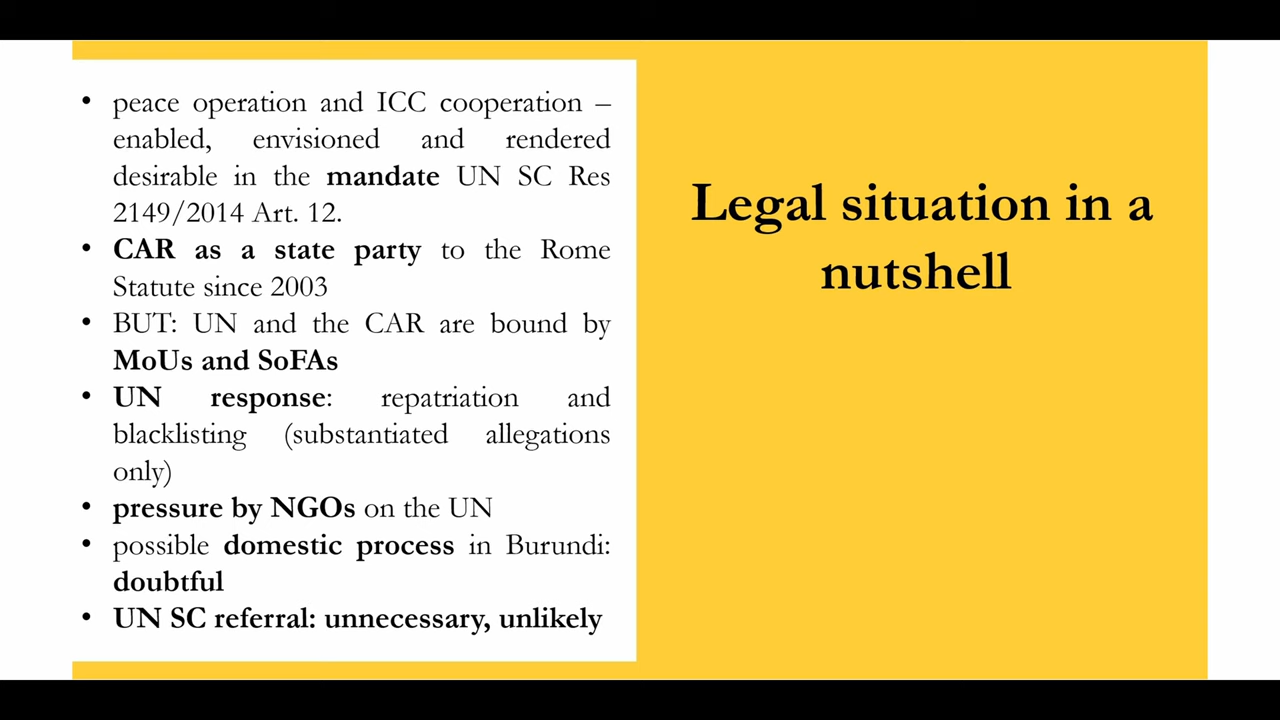 • peace operation and ICC cooperation –
enabled, envisioned and rendered
desirable in the mandate UN SC Res
2149/2014 Art. 12.
• CAR as a state party to the Rome
Statute since 2003
• BUT: UN and the CAR are bound by
MoUs and SoFAs
• UN response: repatriation and
blacklisting (substantiated allegations
only)
• pressure by NGOs on the UN
• possible domestic process in Burundi:
doubtful
• UN SC referral: unnecessary, unlikely
Legal situation in a
nutshell